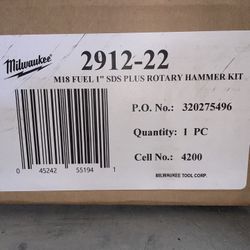 Milwaukee
2912-22
M18 FUEL 1" SDS PLUS ROTARY HAMMER KIT
P.O. No.: 320275496
Quantity: 1 PC
Cell No.: 4200
0 45242 55194 1
MILWAUKEE TOOL CORP.